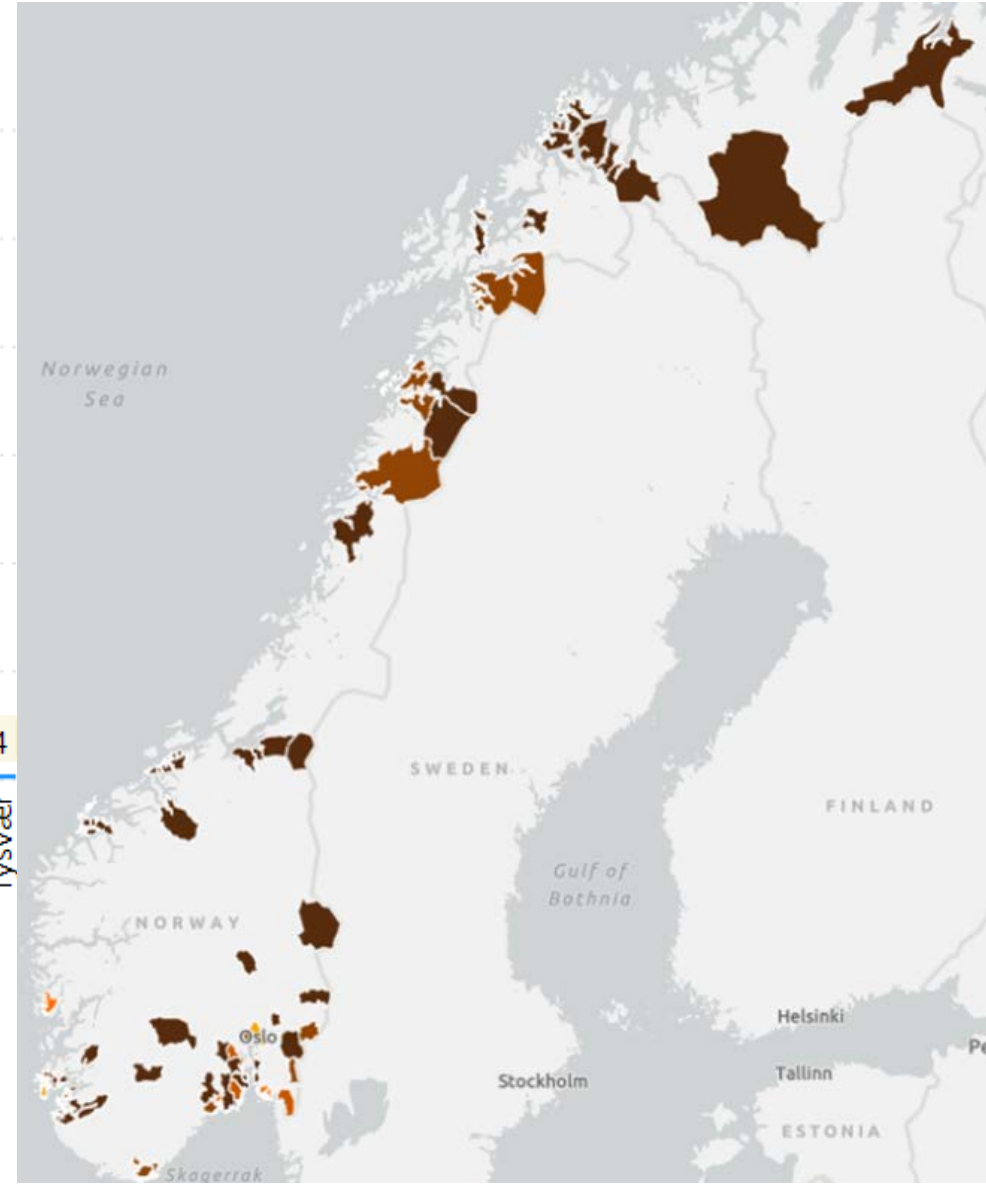 Norwegian
Sea
4
SWEDEN
Tysvær
FINLAND
Gulf of
Bothnia
NORWAY
Helsinki
Oslo
Stockholm
Tallinn
ESTONIA
Skagerrak